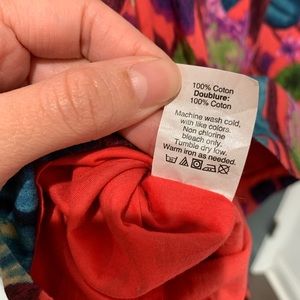 100% Coton
Doublure:
100% Coton
Machine wash cold,
with like colors.
Non chlorine
bleach only.
Tumble dry low.
Warm iron as needed.